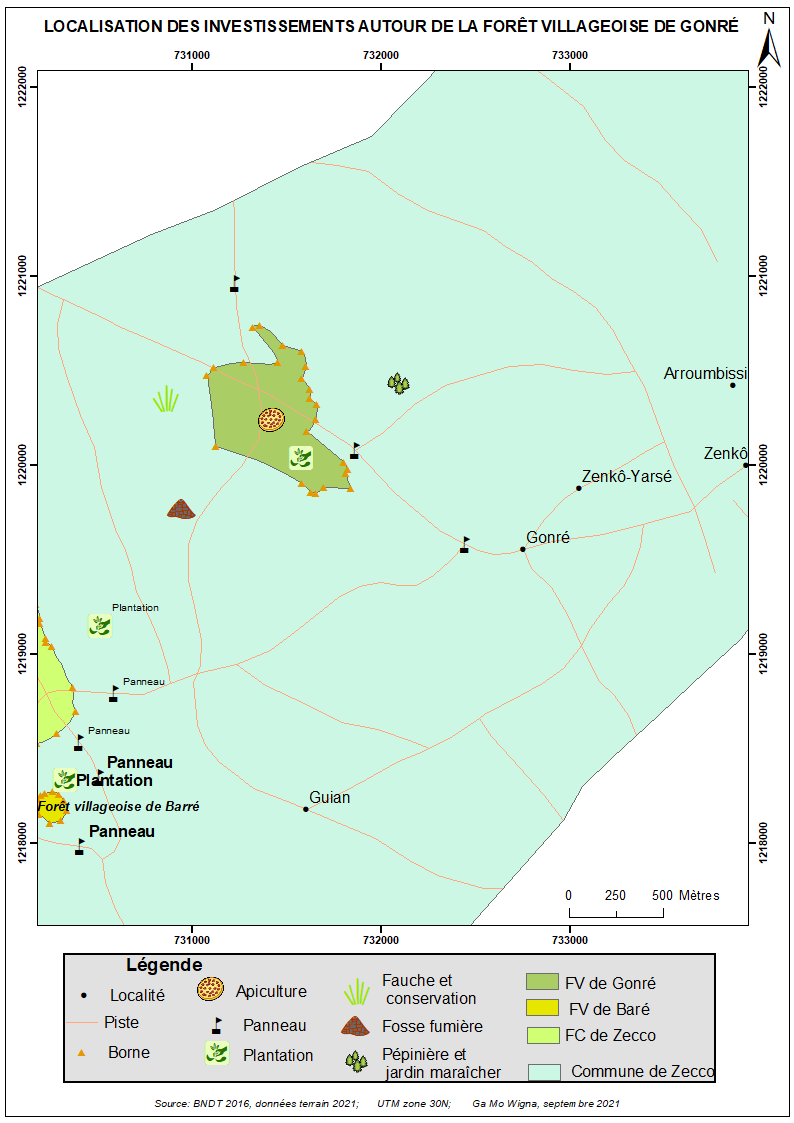 LOCALISATION DES INVESTISSEMENTS AUTOUR DE LA FORÊT VILLAGEOISE DE GONRÉ
N
731000 732000 733000
1222000 1222000
1221000 1221000
Arroumbissi
1220000 1220000
Zenkô
Zenkô-Yarsé
Gonré
Plantation
1219000 1219000
Panneau
Panneau
Panneau
Plantation
Forêt villageoise de Barré
Guian
Panneau
1218000 1218000
0 250 500 Mètres
731000 732000 733000
Légende
Localité
Piste
Borne
Apiculture
Panneau
Plantation
Fauche et
conservation
Fosse fumière
Pépinière et
jardin maraîcher
FV de Gonré
FV de Baré
FC de Zecco
Commune de Zecco
Source: BNDT 2016, données terrain 2021; UTM zone 30N; Ga Mo Wigna, septembre 2021